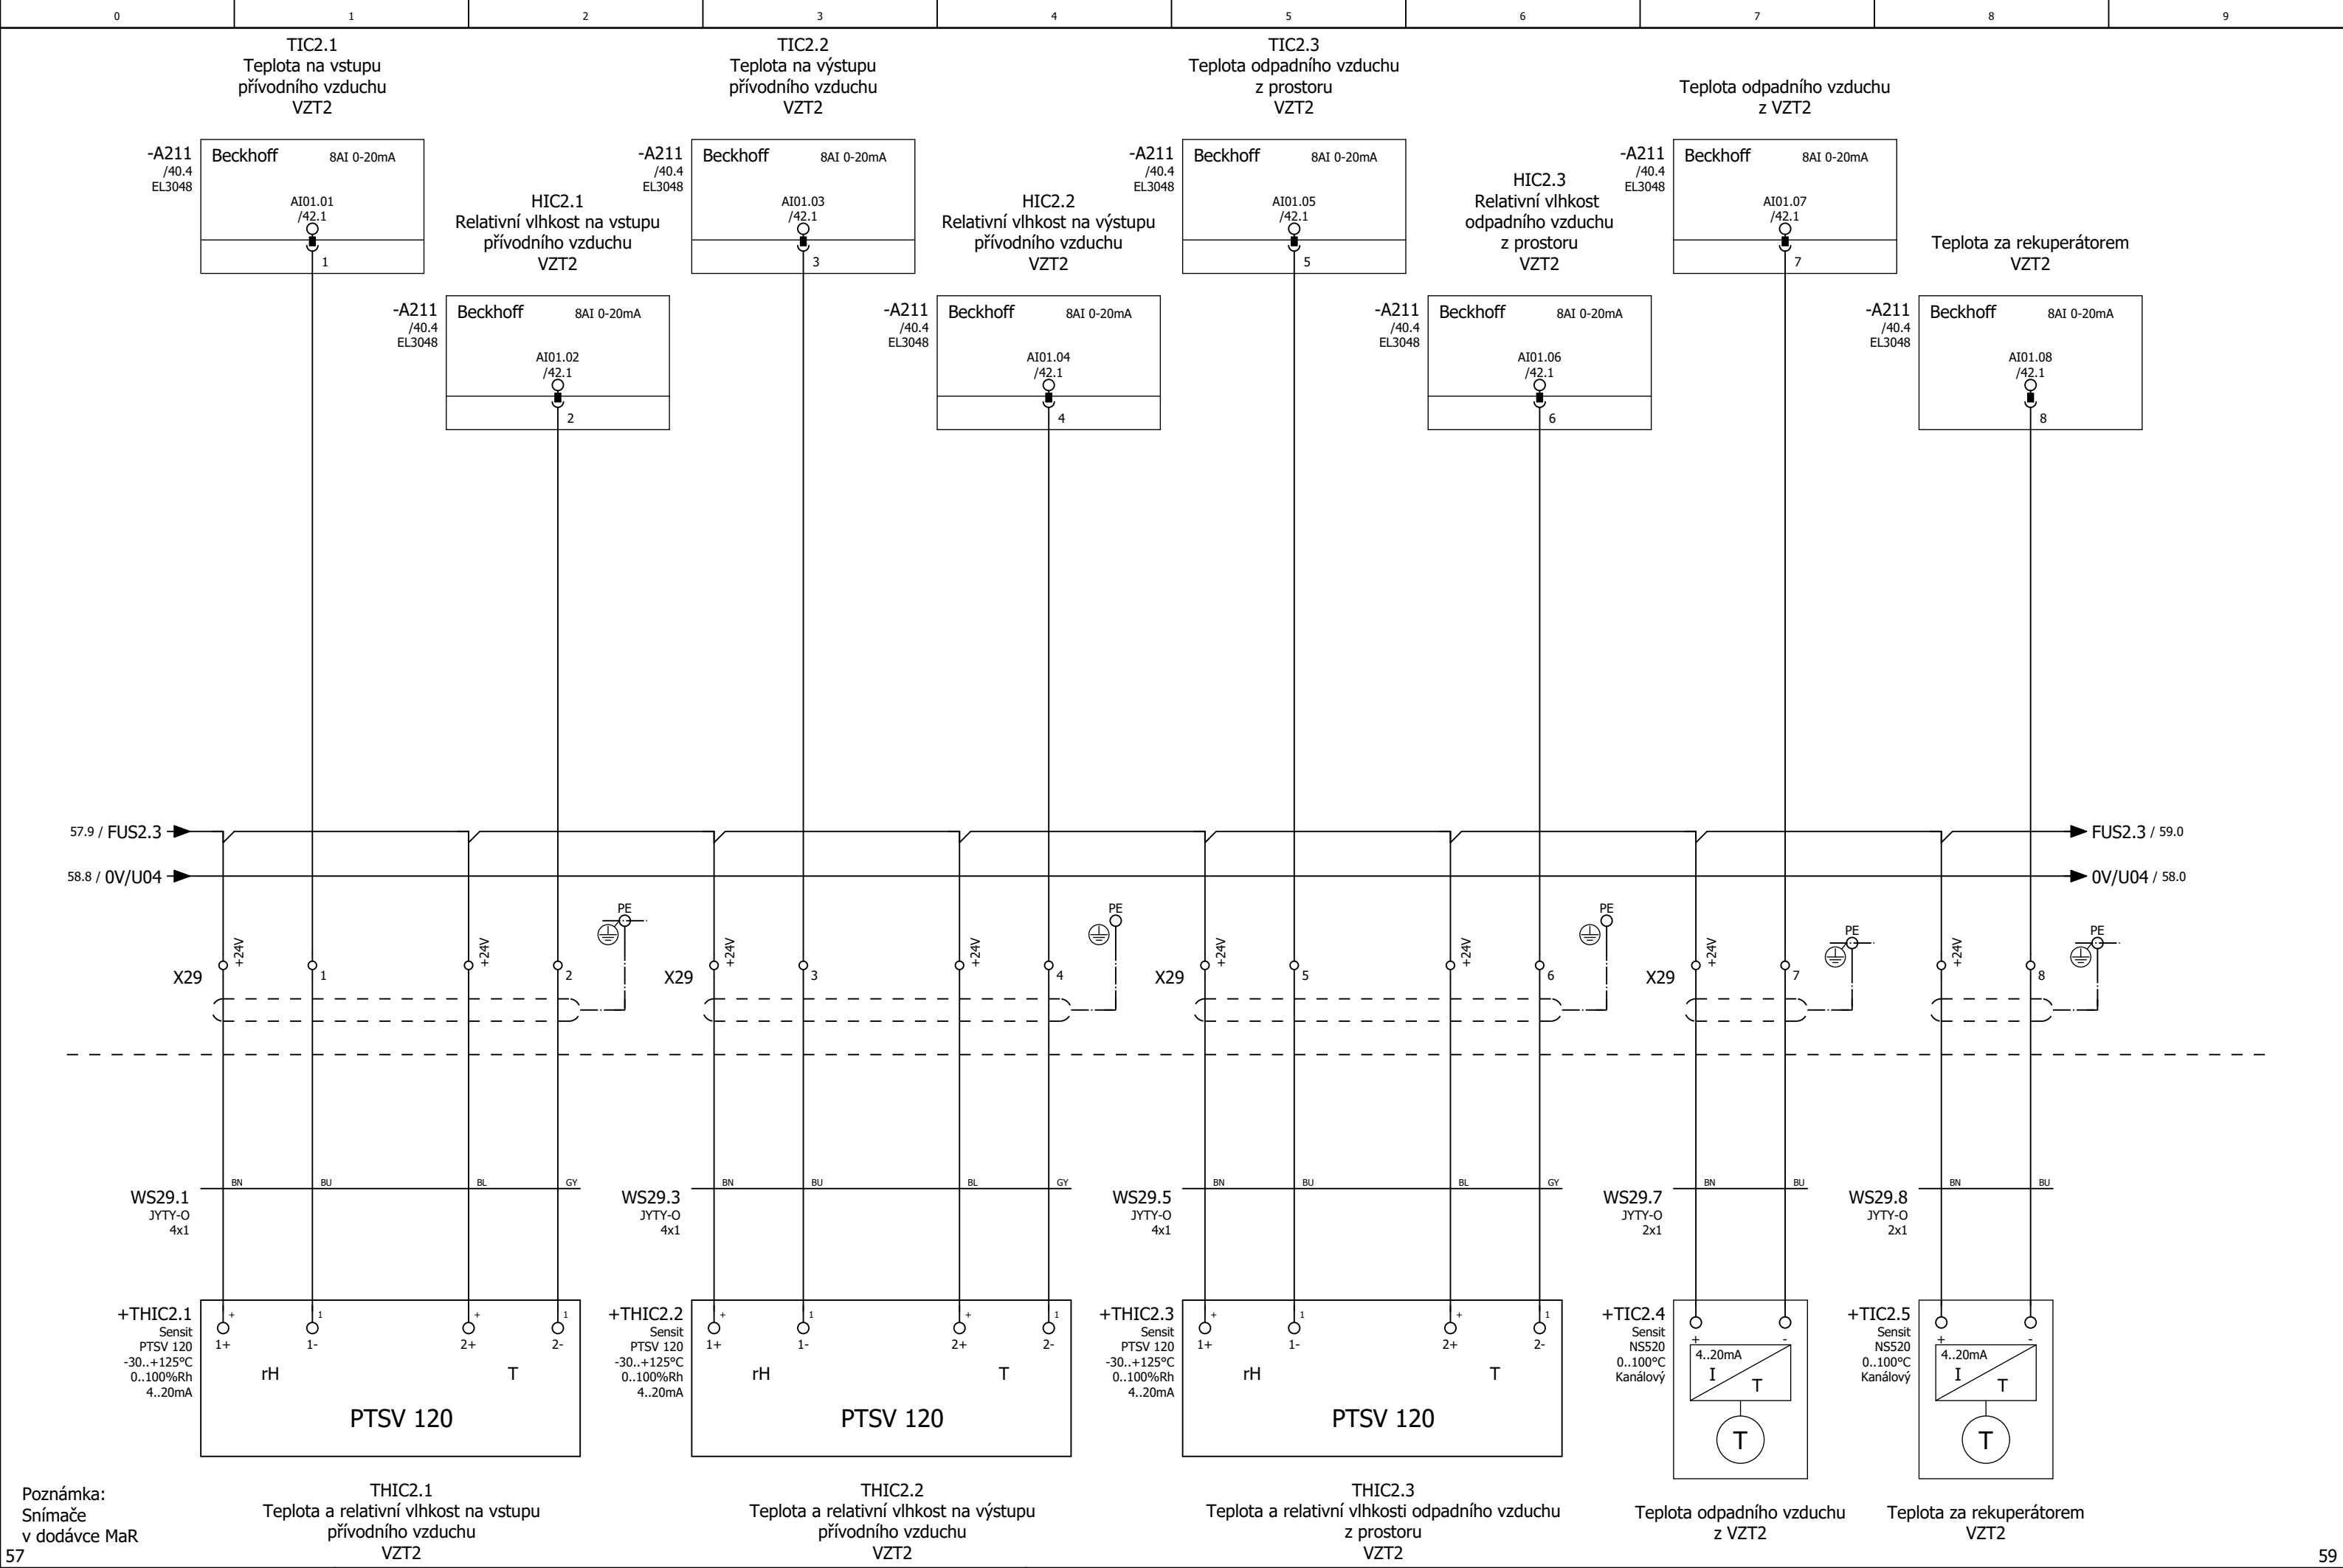 0 1 2 3 4 5 6 7 8 9
TIC2.1
Teplota na vstupu
přívodního vzduchu
VZT2
TIC2.2
Teplota na výstupu
přívodního vzduchu
VZT2
TIC2.3
Teplota odpadního vzduchu
z prostoru
VZT2
Teplota odpadního vzduchu
z VZT2
-A211
/40.4
EL3048
Beckhoff 8AI 0-20mA
AI01.01
/42.1
1
HIC2.1
Relativní vlhkost na vstupu
přívodního vzduchu
VZT2
-A211
/40.4
EL3048
Beckhoff 8AI 0-20mA
AI01.02
/42.1
2
-A211
/40.4
EL3048
Beckhoff 8AI 0-20mA
AI01.03
/42.1
3
HIC2.2
Relativní vlhkost na výstupu
přívodního vzduchu
VZT2
-A211
/40.4
EL3048
Beckhoff 8AI 0-20mA
AI01.04
/42.1
4
-A211
/40.4
EL3048
Beckhoff 8AI 0-20mA
AI01.05
/42.1
5
HIC2.3
Relativní vlhkost
odpadního vzduchu
z prostoru
VZT2
-A211
/40.4
EL3048
Beckhoff 8AI 0-20mA
AI01.06
/42.1
6
-A211
/40.4
EL3048
Beckhoff 8AI 0-20mA
AI01.07
/42.1
7
Teplota za rekuperátorem
VZT2
-A211
/40.4
EL3048
Beckhoff 8AI 0-20mA
AI01.08
/42.1
8
57.9 / FUS2.3 FUS2.3 / 59.0
58.8 / 0V/U04 0V/U04 / 58.0
PE PE PE PE PE
X29 +24V 1 +24V 2
X29 +24V 3 +24V 4
X29 +24V 5 +24V 6
X29 +24V 7 +24V 8
WS29.1
JYTY-O
4x1
BN BU BL GY
WS29.3
JYTY-O
4x1
BN BU BL GY
WS29.5
JYTY-O
4x1
BN BU BL GY
WS29.7
JYTY-O
2x1
BN BU
WS29.8
JYTY-O
2x1
BN BU
+THIC2.1
Sensit
PTSV 120
-30..+125°C
0..100%Rh
4..20mA
+ 1 + 1
1+ 1- 2+ 2-
rH T
PTSV 120
+THIC2.2
Sensit
PTSV 120
-30..+125°C
0..100%Rh
4..20mA
+ 1 + 1
1+ 1- 2+ 2-
rH T
PTSV 120
+THIC2.3
Sensit
PTSV 120
-30..+125°C
0..100%Rh
4..20mA
+ 1 + 1
1+ 1- 2+ 2-
rH T
PTSV 120
+TIC2.4
Sensit
NS520
0..100°C
Kanálový
+ -
4..20mA
I T
T
+TIC2.5
Sensit
NS520
0..100°C
Kanálový
+ -
4..20mA
I T
T
Poznámka:
Snímače
v dodávce MaR
THIC2.1
Teplota a relativní vlhkost na vstupu
přívodního vzduchu
VZT2
THIC2.2
Teplota a relativní vlhkost na výstupu
přívodního vzduchu
VZT2
THIC2.3
Teplota a relativní vlhkosti odpadního vzduchu
z prostoru
VZT2
Teplota odpadního vzduchu
z VZT2
Teplota za rekuperátorem
VZT2
57 59